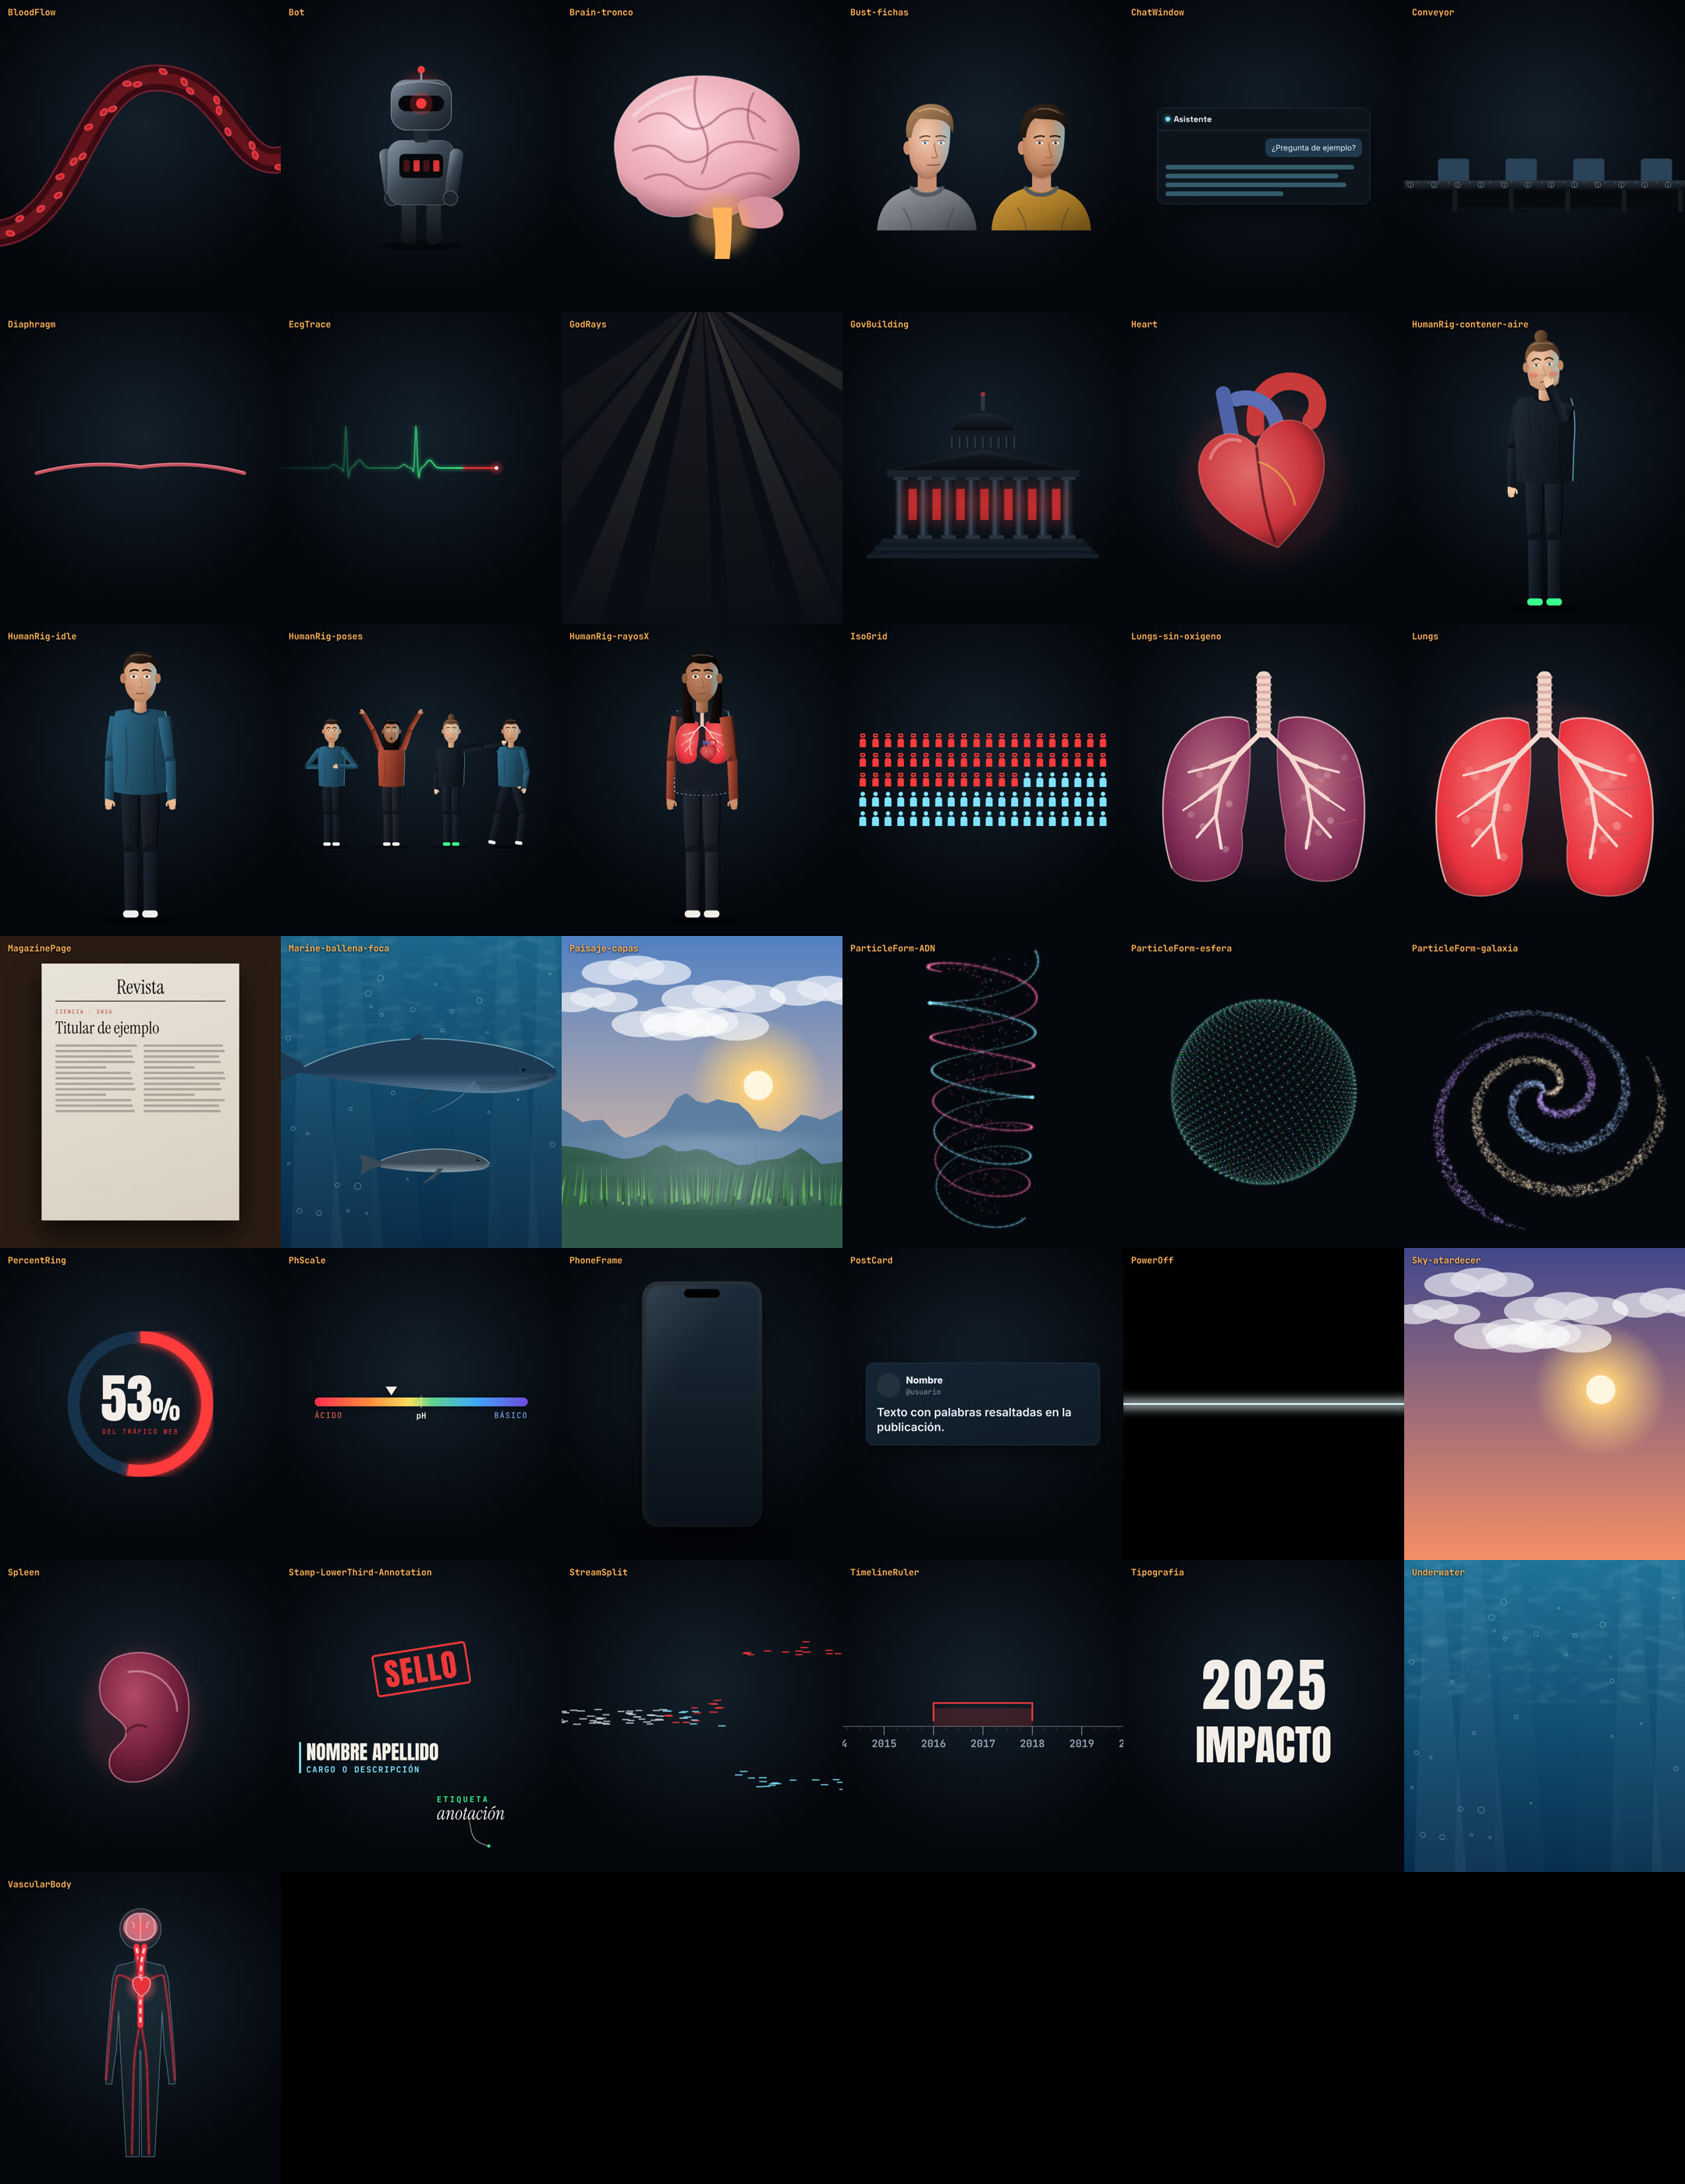 BloodFlow
Bot
Brain-tronco
Bust-fichas
ChatWindow
Asistente
¿Pregunta de ejemplo?
Conveyor
Diaphragm
EcgTrace
GodRays
GovBuilding
Heart
HumanRig-contener-aire
HumanRig-idle
HumanRig-poses
HumanRig-rayosX
IsoGrid
Lungs-sin-oxigeno
Lungs
MagazinePage
Revista
CIENCIA · 2026
Titular de ejemplo
Marine-ballena-foca
Paisaje-capas
ParticleForm-ADN
ParticleForm-esfera
ParticleForm-galaxia
PercentRing
53%
DEL TRÁFICO WEB
PhScale
ÁCIDO pH BÁSICO
PhoneFrame
PostCard
Nombre
@usuario
Texto con palabras resaltadas en la
publicación.
PowerOff
Sky-atardecer
Spleen
Stamp-LowerThird-Annotation
SELLO
NOMBRE APELLIDO
CARGO O DESCRIPCIÓN
ETIQUETA
anotación
StreamSplit
TimelineRuler
4 2015 2016 2017 2018 2019 2
Tipografia
2025
IMPACTO
Underwater
VascularBody